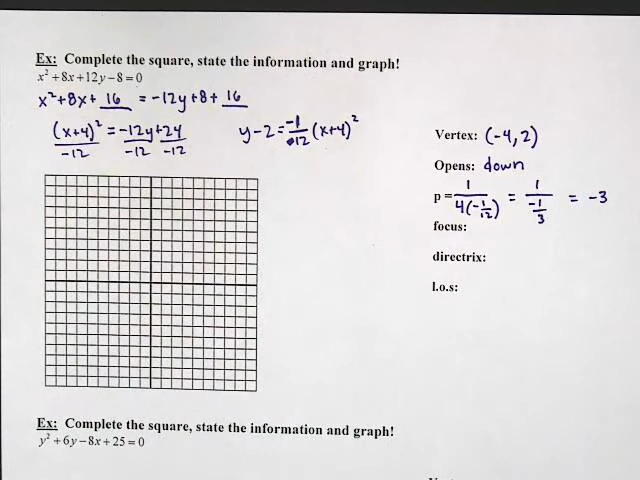 Ex: Complete the square, state the information and graph!
x² + 8x + 12y − 8 = 0
x² + 8x + 16 = −12y + 8 + 16
(x+4)²/−12 = −12y/−12 + 24/−12
y − 2 = −1/12 (x+4)²
Vertex: (−4, 2)
Opens: down
p = 1/4(−1/12) = 1/(−1/3) = −3
focus:
directrix:
l.o.s:
Ex: Complete the square, state the information and graph!
y² + 6y − 8x + 25 = 0